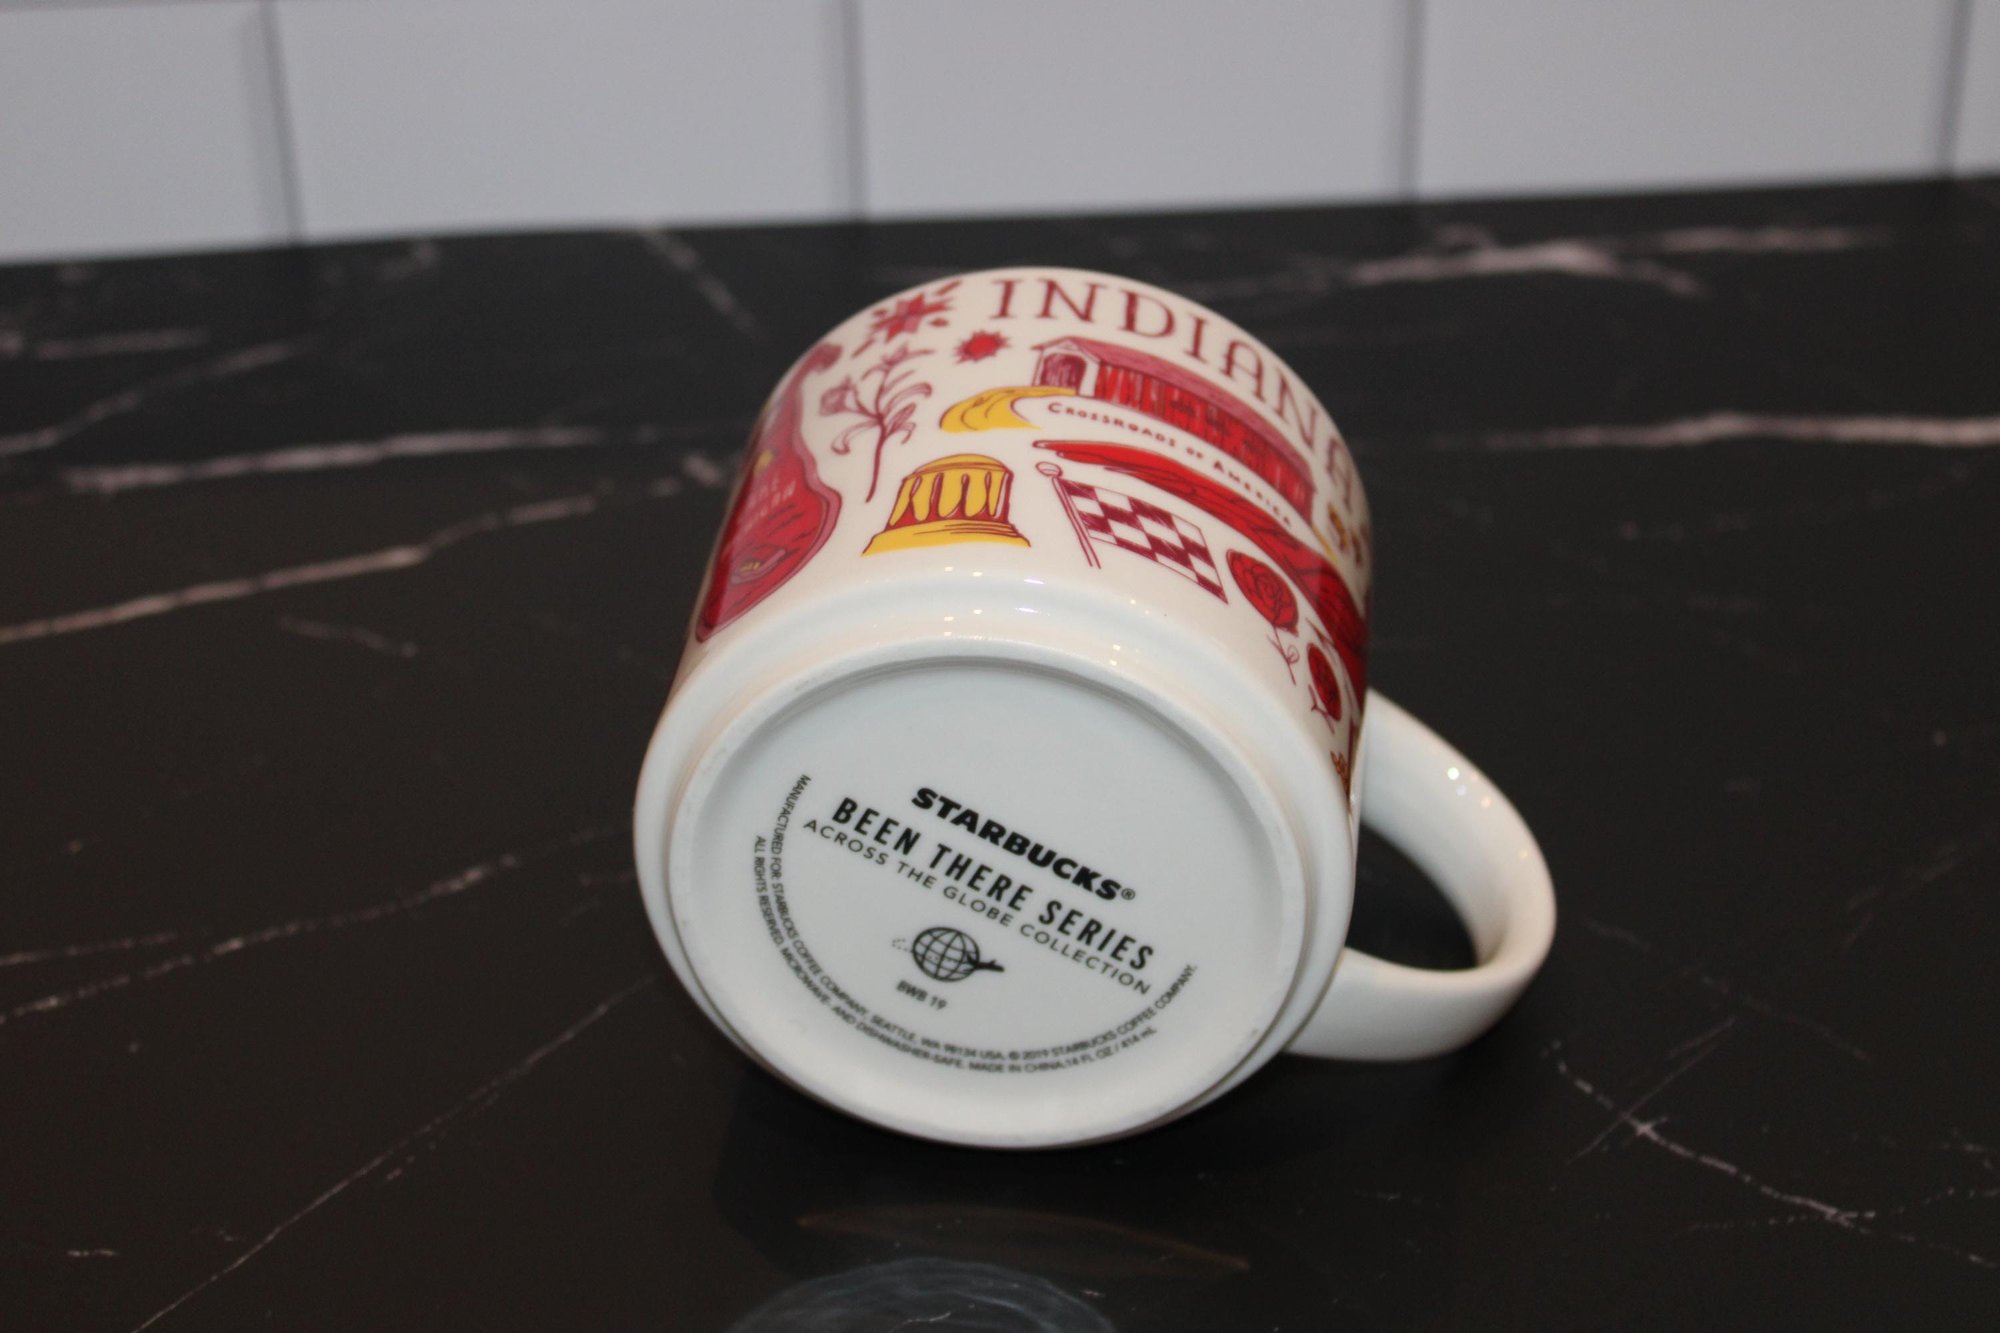 INDIANA
CROSSROADS OF AMERICA
STARBUCKS®
BEEN THERE SERIES
ACROSS THE GLOBE COLLECTION
BWB 19
MANUFACTURED FOR: STARBUCKS COFFEE COMPANY, SEATTLE, WA 98134 USA. © 2019 STARBUCKS COFFEE COMPANY.
ALL RIGHTS RESERVED. MICROWAVE- AND DISHWASHER-SAFE. MADE IN CHINA.14 FL OZ / 414 mL